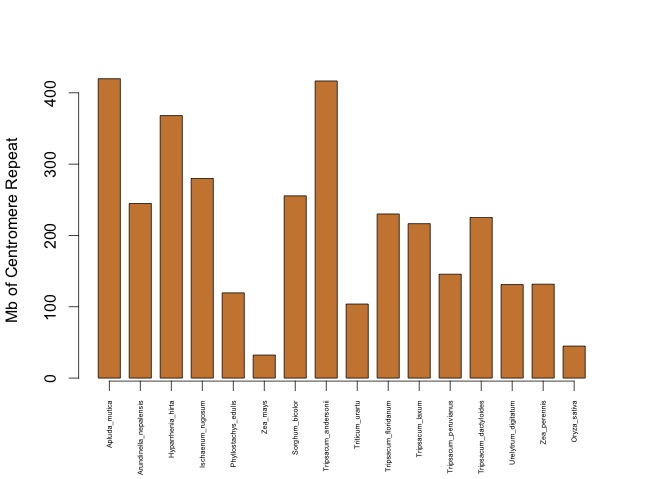 Mb of Centromere Repeat
400
300
200
100
0
Apluda_mutica
Arundinella_nepalensis
Hyparrhenia_hirta
Ischaenum_rugosum
Phyllostachys_edulis
Zea_mays
Sorghum_bicolor
Tripsacum_andersonii
Triticum_urartu
Tripsacum_floridanum
Tripsacum_laxum
Tripsacum_peruvianus
Tripsacum_dactyloides
Urelytrum_digitatum
Zea_perennis
Oryza_sativa